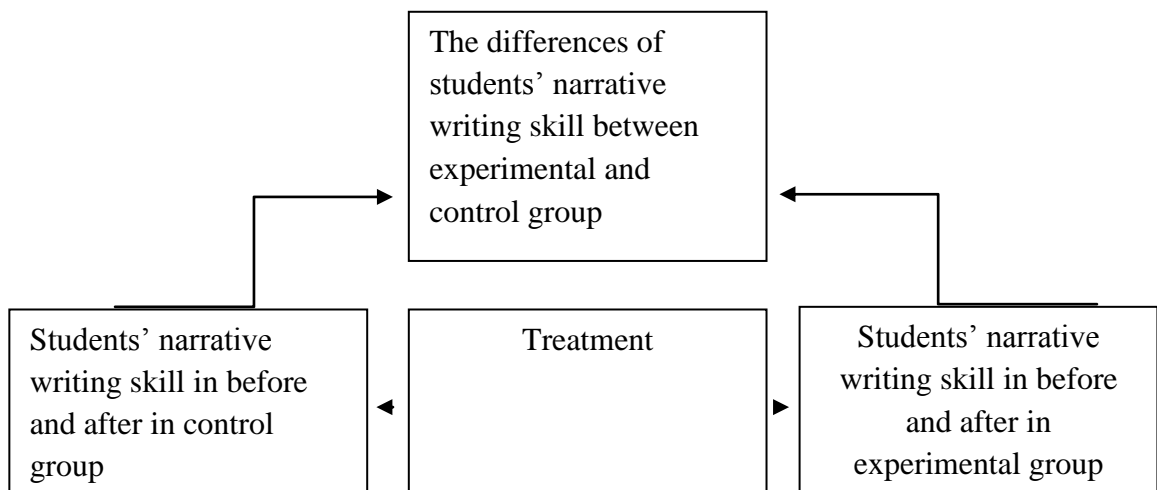 The differences of
students’ narrative
writing skill between
experimental and
control group
Students’ narrative
writing skill in before
and after in control
group
Treatment
Students’ narrative
writing skill in before
and after in
experimental group